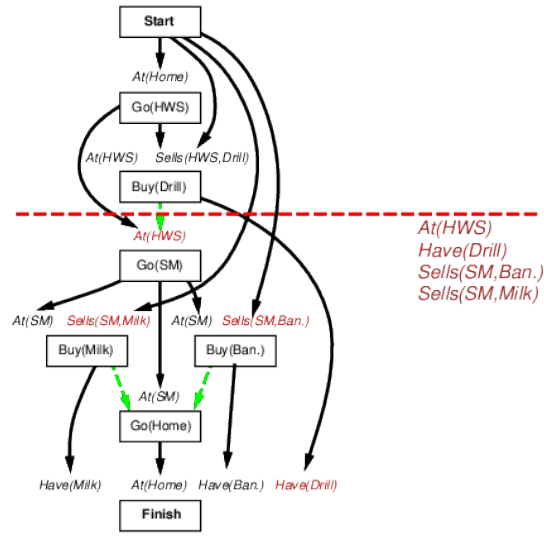 Start
At(Home)
Go(HWS)
At(HWS) Sells(HWS,Drill)
Buy(Drill)
At(HWS)
Go(SM)
At(SM) Sells(SM,Milk) At(SM) Sells(SM,Ban.)
Buy(Milk) Buy(Ban.)
At(SM)
Go(Home)
Have(Milk) At(Home) Have(Ban.) Have(Drill)
Finish
At(HWS)
Have(Drill)
Sells(SM,Ban.)
Sells(SM,Milk)